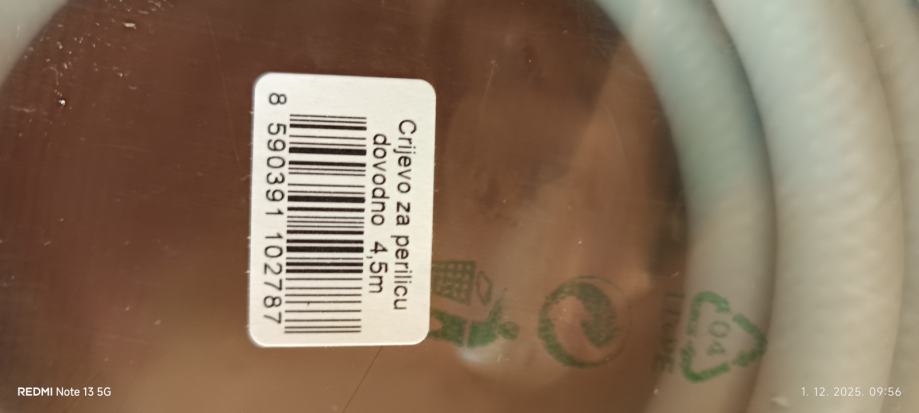 Crijevo za perilicu
dovodno 4,5m
8 590391 102787
04
REDMI Note 13 5G
1. 12. 2025. 09:56